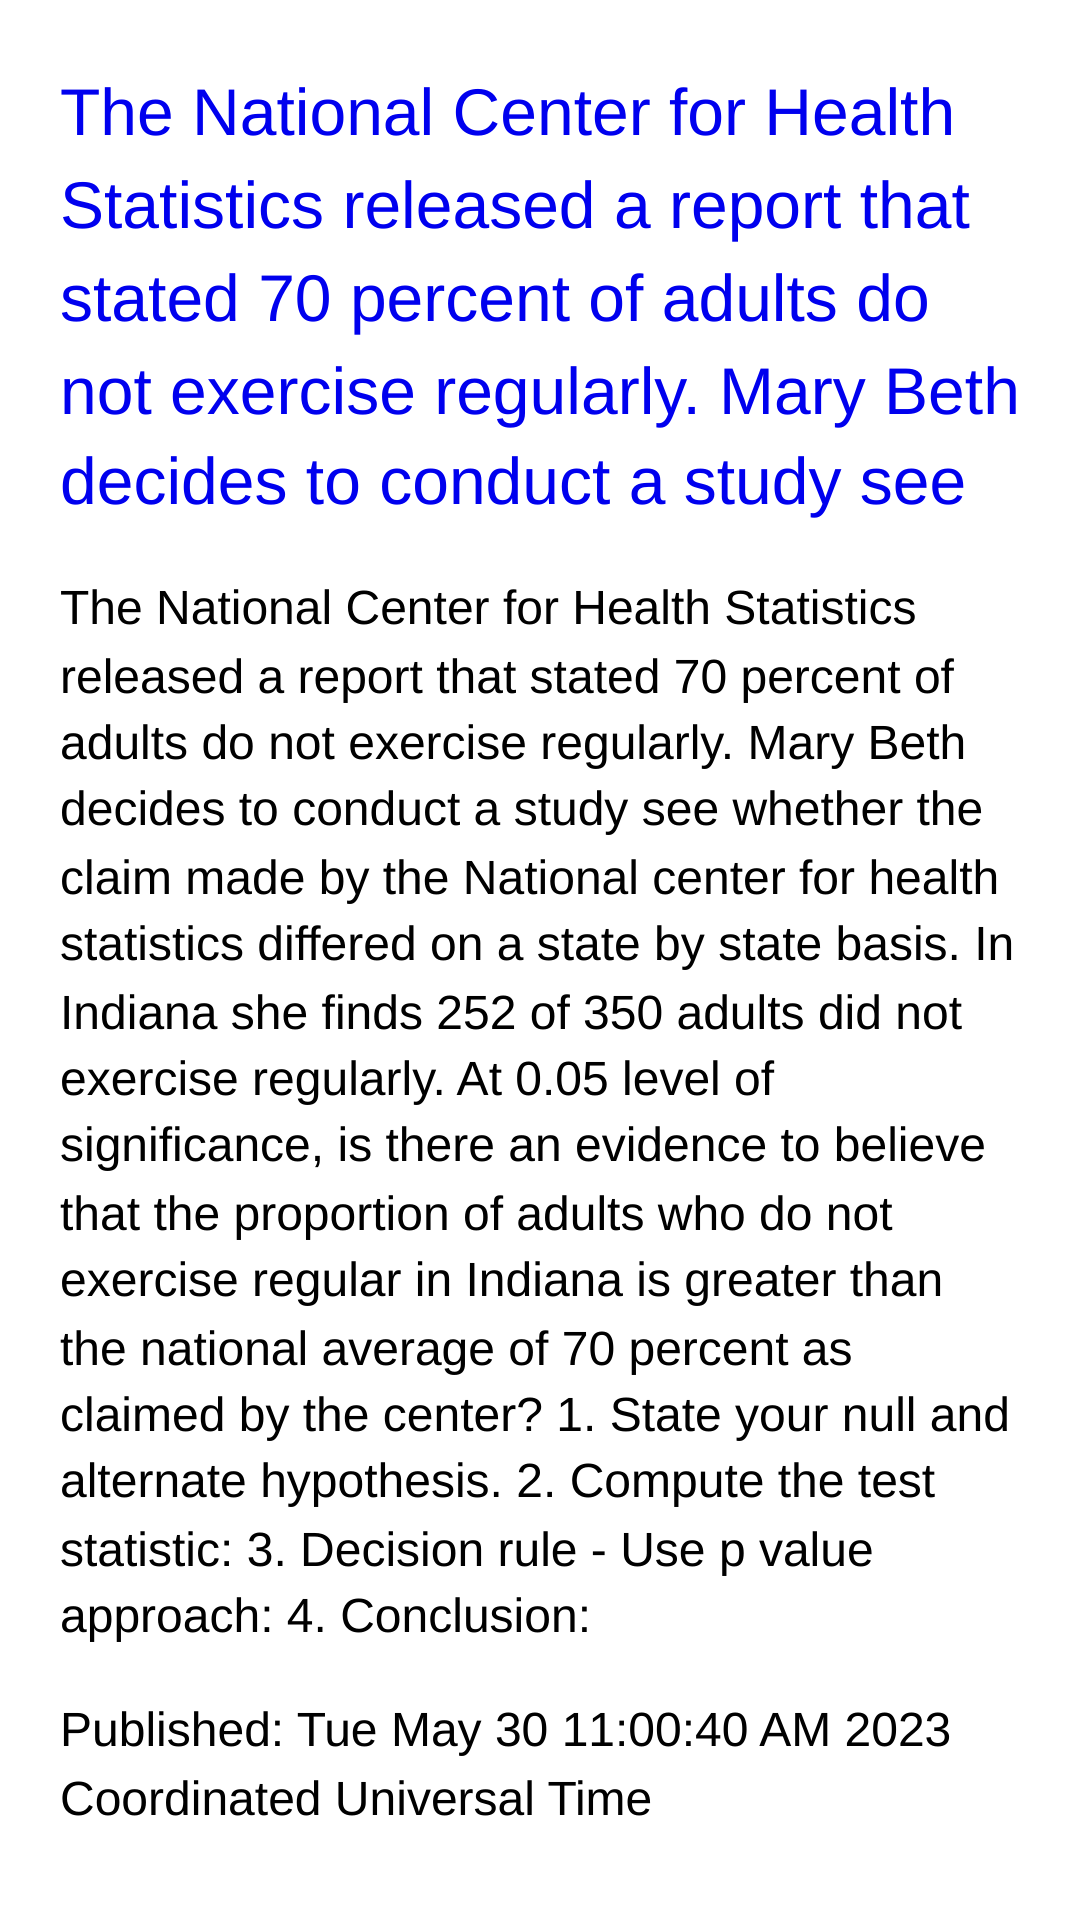 The National Center for Health
Statistics released a report that
stated 70 percent of adults do
not exercise regularly. Mary Beth
decides to conduct a study see
The National Center for Health Statistics
released a report that stated 70 percent of
adults do not exercise regularly. Mary Beth
decides to conduct a study see whether the
claim made by the National center for health
statistics differed on a state by state basis. In
Indiana she finds 252 of 350 adults did not
exercise regularly. At 0.05 level of
significance, is there an evidence to believe
that the proportion of adults who do not
exercise regular in Indiana is greater than
the national average of 70 percent as
claimed by the center? 1. State your null and
alternate hypothesis. 2. Compute the test
statistic: 3. Decision rule - Use p value
approach: 4. Conclusion:
Published: Tue May 30 11:00:40 AM 2023
Coordinated Universal Time